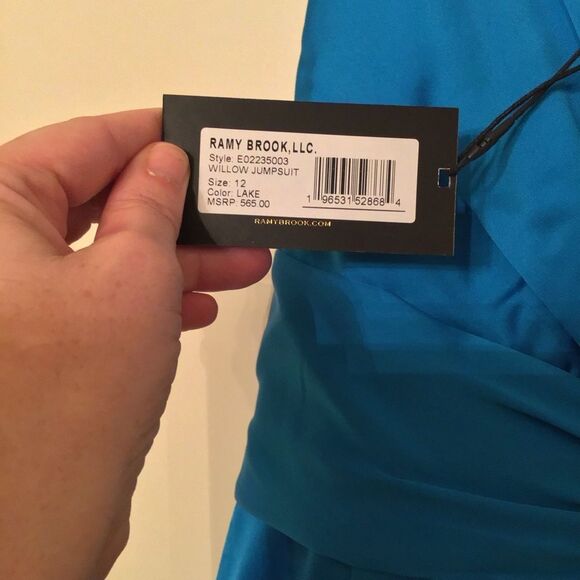 RAMY BROOK,LLC.
Style: E02235003
WILLOW JUMPSUIT
Size: 12
Color: LAKE
MSRP: 565.00
1 96531 52868 4
RAMYBROOK.COM